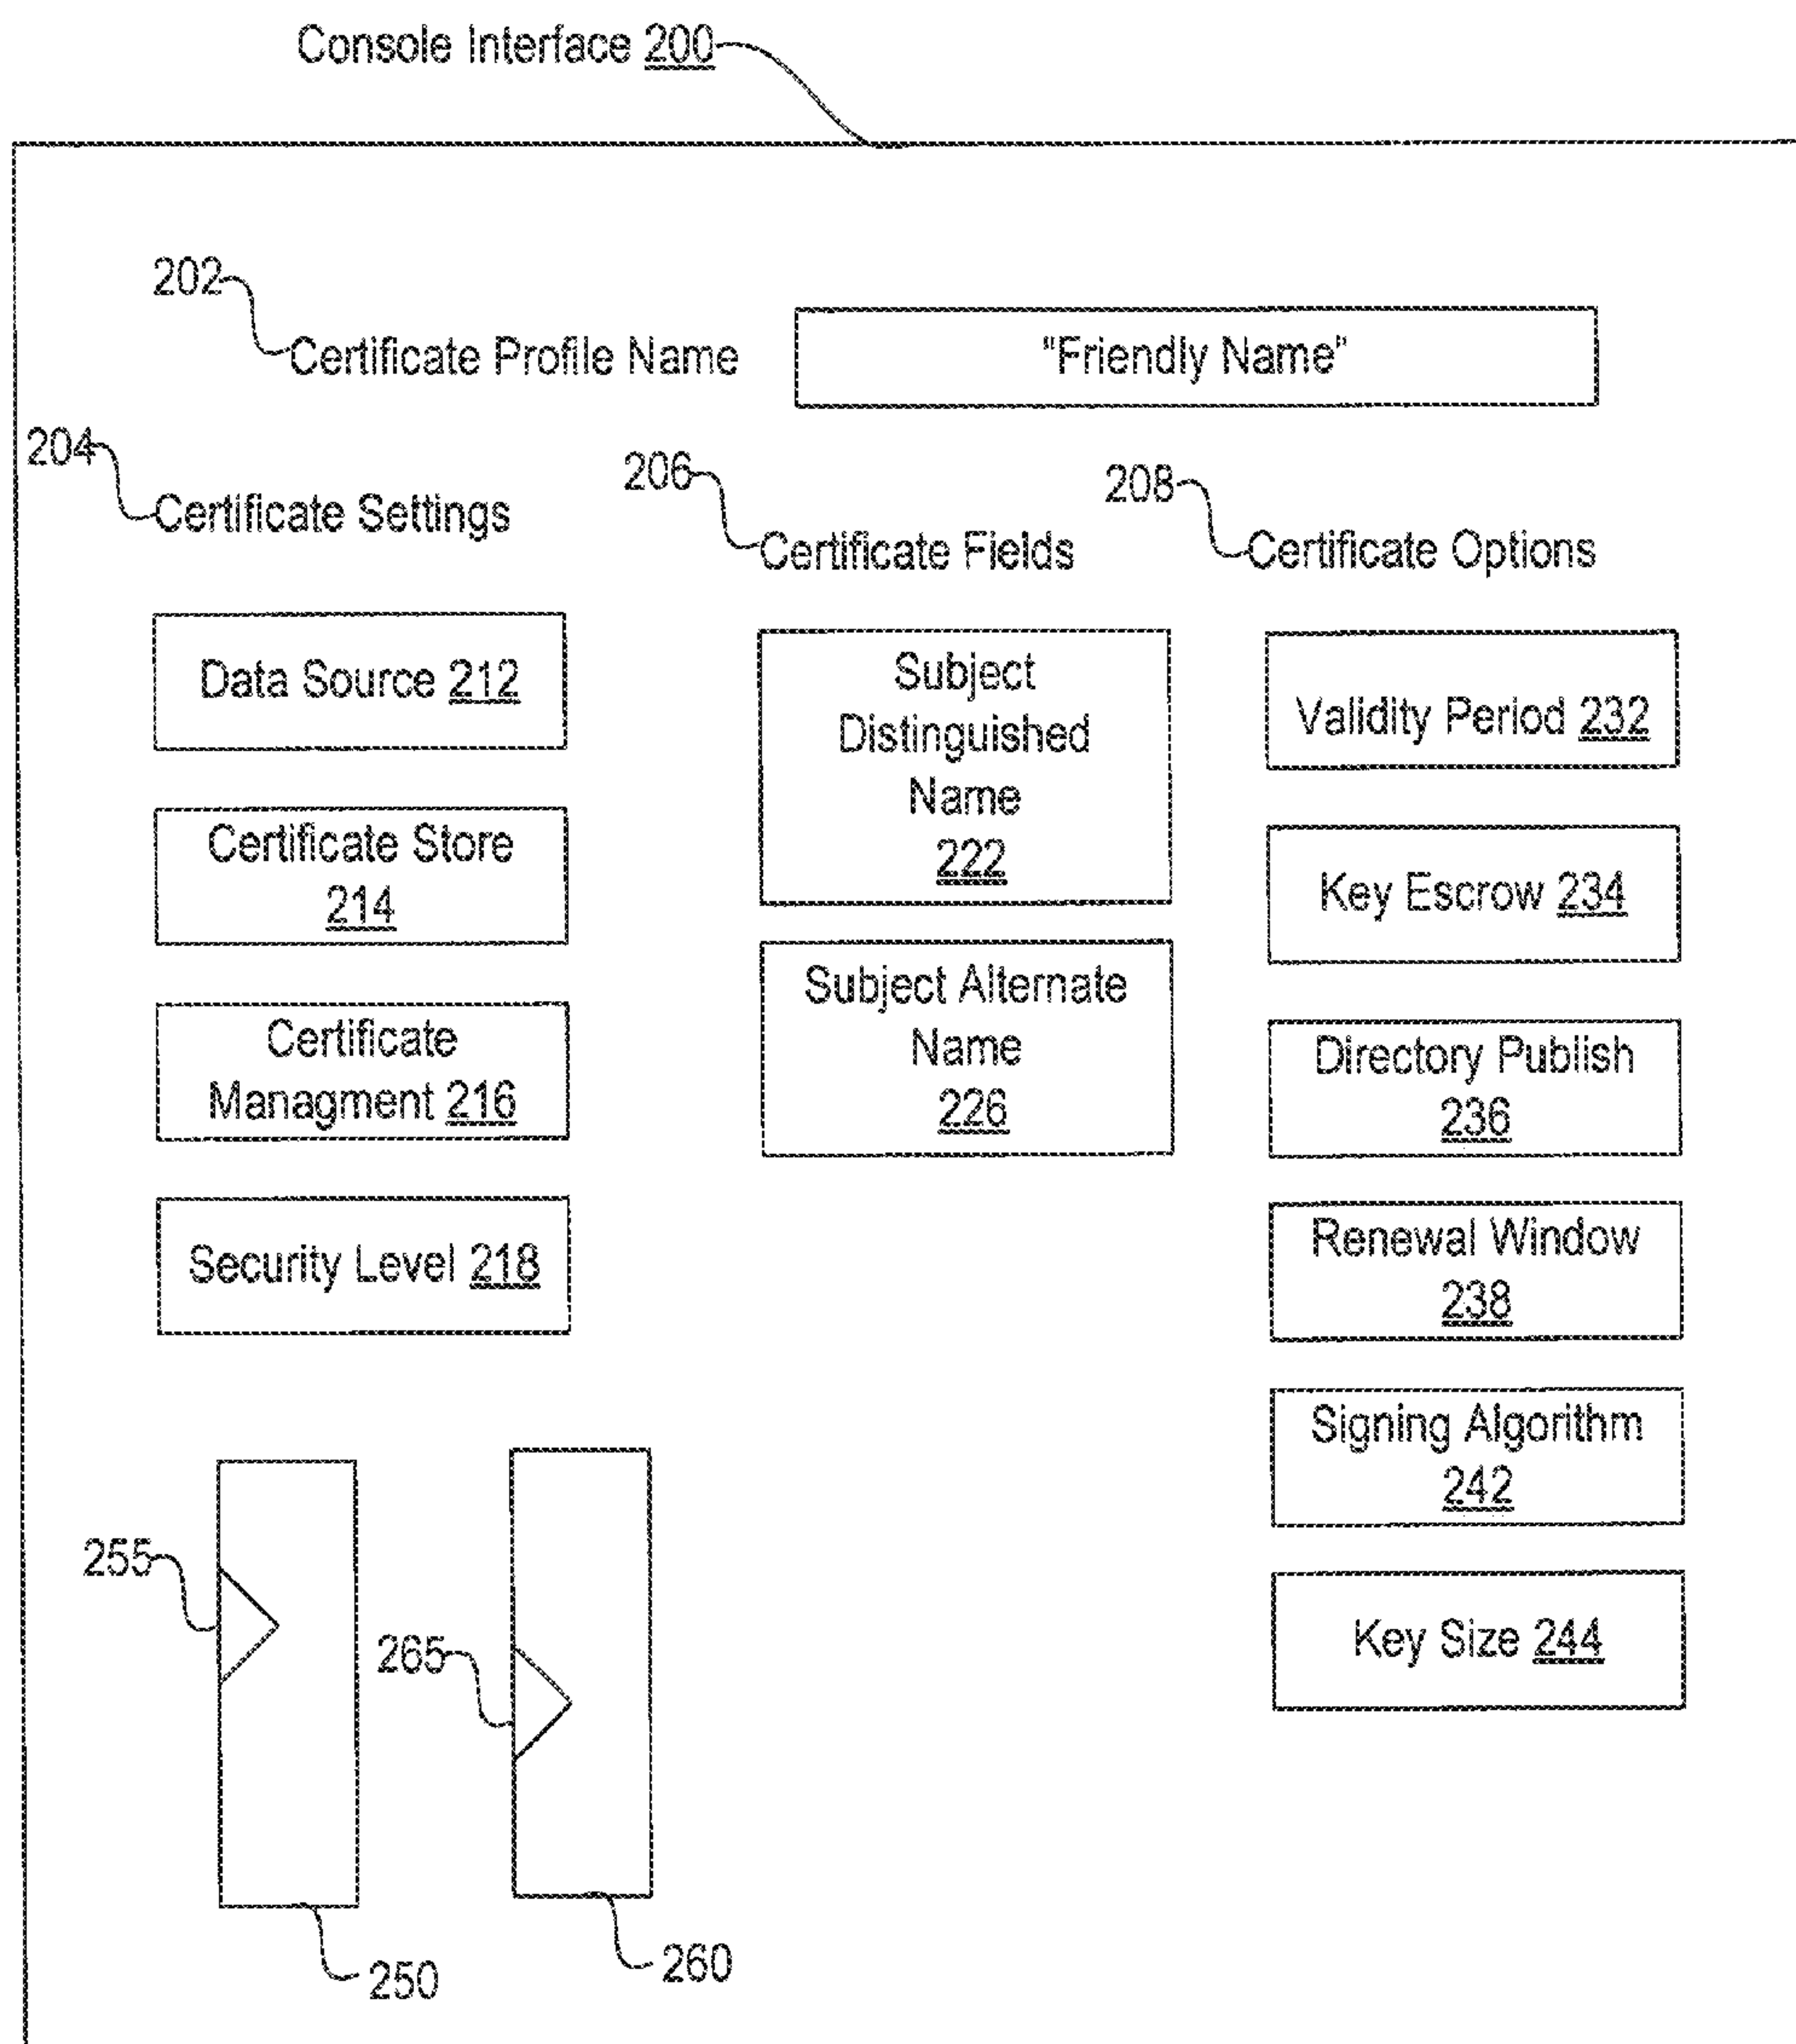 Console Interface 200
202
Certificate Profile Name
"Friendly Name"
204
Certificate Settings
206
Certificate Fields
208
Certificate Options
Data Source 212
Certificate Store
214
Certificate
Managment 216
Security Level 218
Subject
Distinguished
Name
222
Subject Alternate
Name
226
Validity Period 232
Key Escrow 234
Directory Publish
236
Renewal Window
238
Signing Algorithm
242
Key Size 244
255
250
265
260